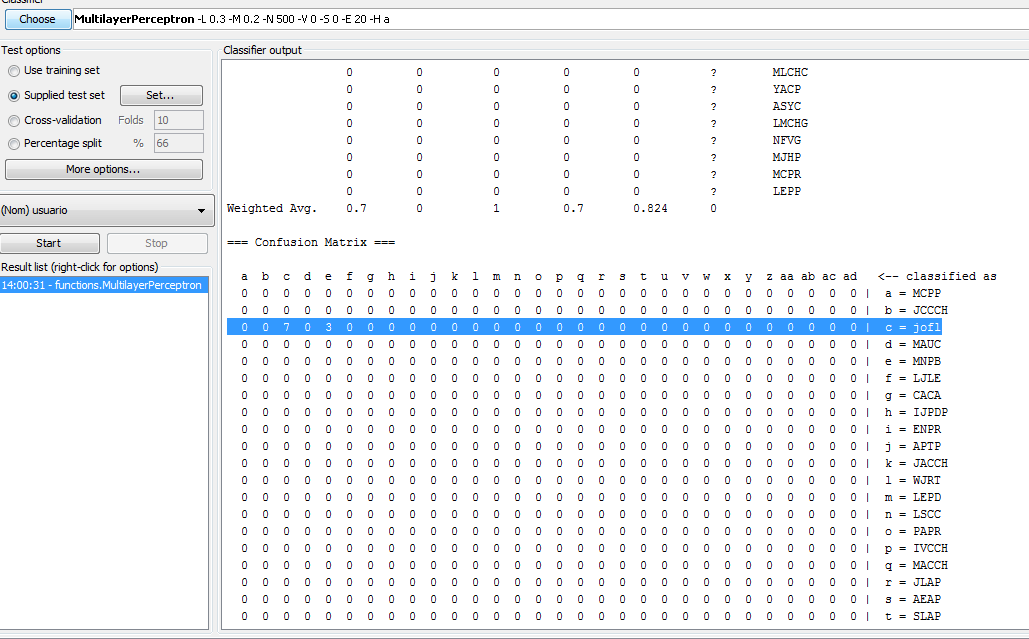 Classifier
Choose MultilayerPerceptron -L 0.3 -M 0.2 -N 500 -V 0 -S 0 -E 20 -H a
Test options
Use training set
Supplied test set Set...
Cross-validation Folds 10
Percentage split % 66
More options...
(Nom) usuario
Start Stop
Result list (right-click for options)
14:00:31 - functions.MultilayerPerceptron
Classifier output
0 0 0 0 0 ? MLCHC
0 0 0 0 0 ? YACP
0 0 0 0 0 ? ASYC
0 0 0 0 0 ? LMCHG
0 0 0 0 0 ? NFVG
0 0 0 0 0 ? MJHP
0 0 0 0 0 ? MCPR
0 0 0 0 0 ? LEPP
Weighted Avg. 0.7 0 1 0.7 0.824 0
=== Confusion Matrix ===
a b c d e f g h i j k l m n o p q r s t u v w x y z aa ab ac ad <-- classified as
0 0 0 0 0 0 0 0 0 0 0 0 0 0 0 0 0 0 0 0 0 0 0 0 0 0 0 0 0 0 | a = MCPP
0 0 0 0 0 0 0 0 0 0 0 0 0 0 0 0 0 0 0 0 0 0 0 0 0 0 0 0 0 0 | b = JCCCH
0 0 7 0 3 0 0 0 0 0 0 0 0 0 0 0 0 0 0 0 0 0 0 0 0 0 0 0 0 0 | c = jofl
0 0 0 0 0 0 0 0 0 0 0 0 0 0 0 0 0 0 0 0 0 0 0 0 0 0 0 0 0 0 | d = MAUC
0 0 0 0 0 0 0 0 0 0 0 0 0 0 0 0 0 0 0 0 0 0 0 0 0 0 0 0 0 0 | e = MNPB
0 0 0 0 0 0 0 0 0 0 0 0 0 0 0 0 0 0 0 0 0 0 0 0 0 0 0 0 0 0 | f = LJLE
0 0 0 0 0 0 0 0 0 0 0 0 0 0 0 0 0 0 0 0 0 0 0 0 0 0 0 0 0 0 | g = CACA
0 0 0 0 0 0 0 0 0 0 0 0 0 0 0 0 0 0 0 0 0 0 0 0 0 0 0 0 0 0 | h = IJPDP
0 0 0 0 0 0 0 0 0 0 0 0 0 0 0 0 0 0 0 0 0 0 0 0 0 0 0 0 0 0 | i = ENPR
0 0 0 0 0 0 0 0 0 0 0 0 0 0 0 0 0 0 0 0 0 0 0 0 0 0 0 0 0 0 | j = APTP
0 0 0 0 0 0 0 0 0 0 0 0 0 0 0 0 0 0 0 0 0 0 0 0 0 0 0 0 0 0 | k = JACCH
0 0 0 0 0 0 0 0 0 0 0 0 0 0 0 0 0 0 0 0 0 0 0 0 0 0 0 0 0 0 | l = WJRT
0 0 0 0 0 0 0 0 0 0 0 0 0 0 0 0 0 0 0 0 0 0 0 0 0 0 0 0 0 0 | m = LEPD
0 0 0 0 0 0 0 0 0 0 0 0 0 0 0 0 0 0 0 0 0 0 0 0 0 0 0 0 0 0 | n = LSCC
0 0 0 0 0 0 0 0 0 0 0 0 0 0 0 0 0 0 0 0 0 0 0 0 0 0 0 0 0 0 | o = PAPR
0 0 0 0 0 0 0 0 0 0 0 0 0 0 0 0 0 0 0 0 0 0 0 0 0 0 0 0 0 0 | p = IVCCH
0 0 0 0 0 0 0 0 0 0 0 0 0 0 0 0 0 0 0 0 0 0 0 0 0 0 0 0 0 0 | q = MACCH
0 0 0 0 0 0 0 0 0 0 0 0 0 0 0 0 0 0 0 0 0 0 0 0 0 0 0 0 0 0 | r = JLAP
0 0 0 0 0 0 0 0 0 0 0 0 0 0 0 0 0 0 0 0 0 0 0 0 0 0 0 0 0 0 | s = AEAP
0 0 0 0 0 0 0 0 0 0 0 0 0 0 0 0 0 0 0 0 0 0 0 0 0 0 0 0 0 0 | t = SLAP